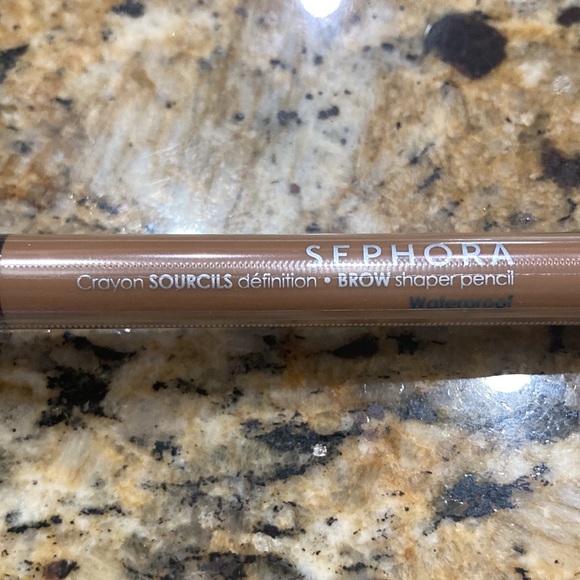 SEPHORA
Crayon SOURCILS définition • BROW shaper pencil
Waterproof